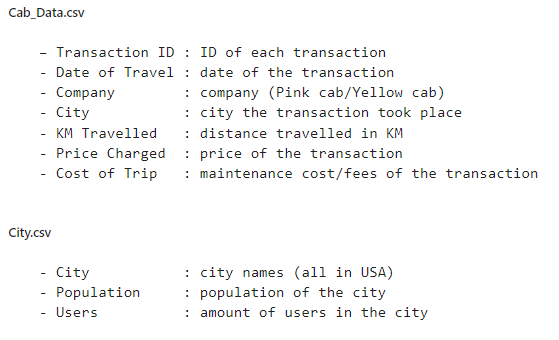 Cab_Data.csv
– Transaction ID : ID of each transaction
- Date of Travel : date of the transaction
- Company : company (Pink cab/Yellow cab)
- City : city the transaction took place
- KM Travelled : distance travelled in KM
- Price Charged : price of the transaction
- Cost of Trip : maintenance cost/fees of the transaction
City.csv
- City : city names (all in USA)
- Population : population of the city
- Users : amount of users in the city